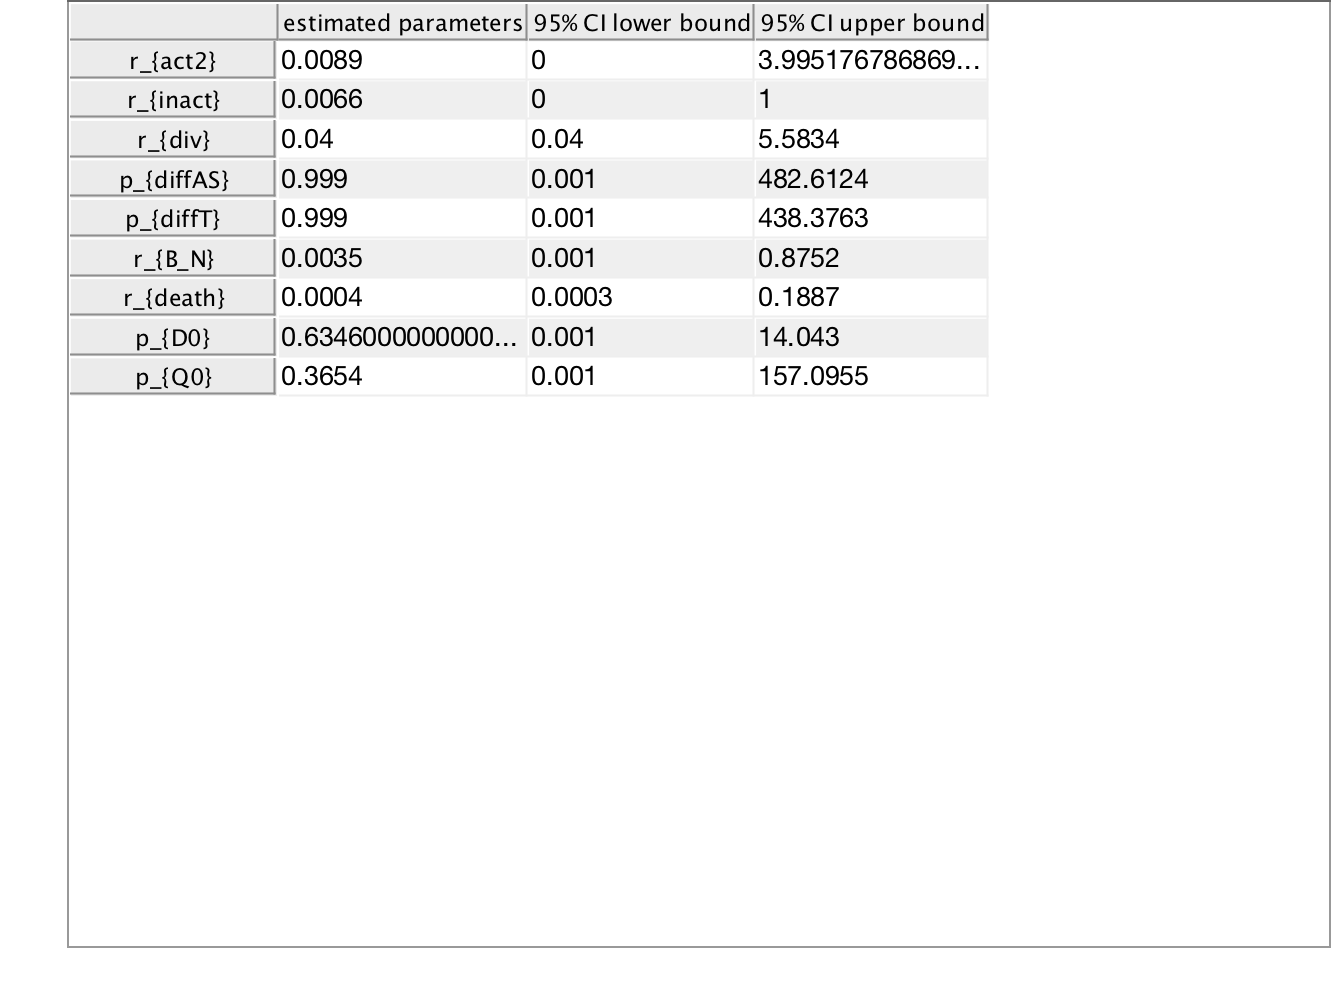 estimated parameters 95% CI lower bound 95% CI upper bound
r_{act2} 0.0089 0 3.995176786869...
r_{inact} 0.0066 0 1
r_{div} 0.04 0.04 5.5834
p_{diffAS} 0.999 0.001 482.6124
p_{diffT} 0.999 0.001 438.3763
r_{B_N} 0.0035 0.001 0.8752
r_{death} 0.0004 0.0003 0.1887
p_{D0} 0.6346000000000... 0.001 14.043
p_{Q0} 0.3654 0.001 157.0955